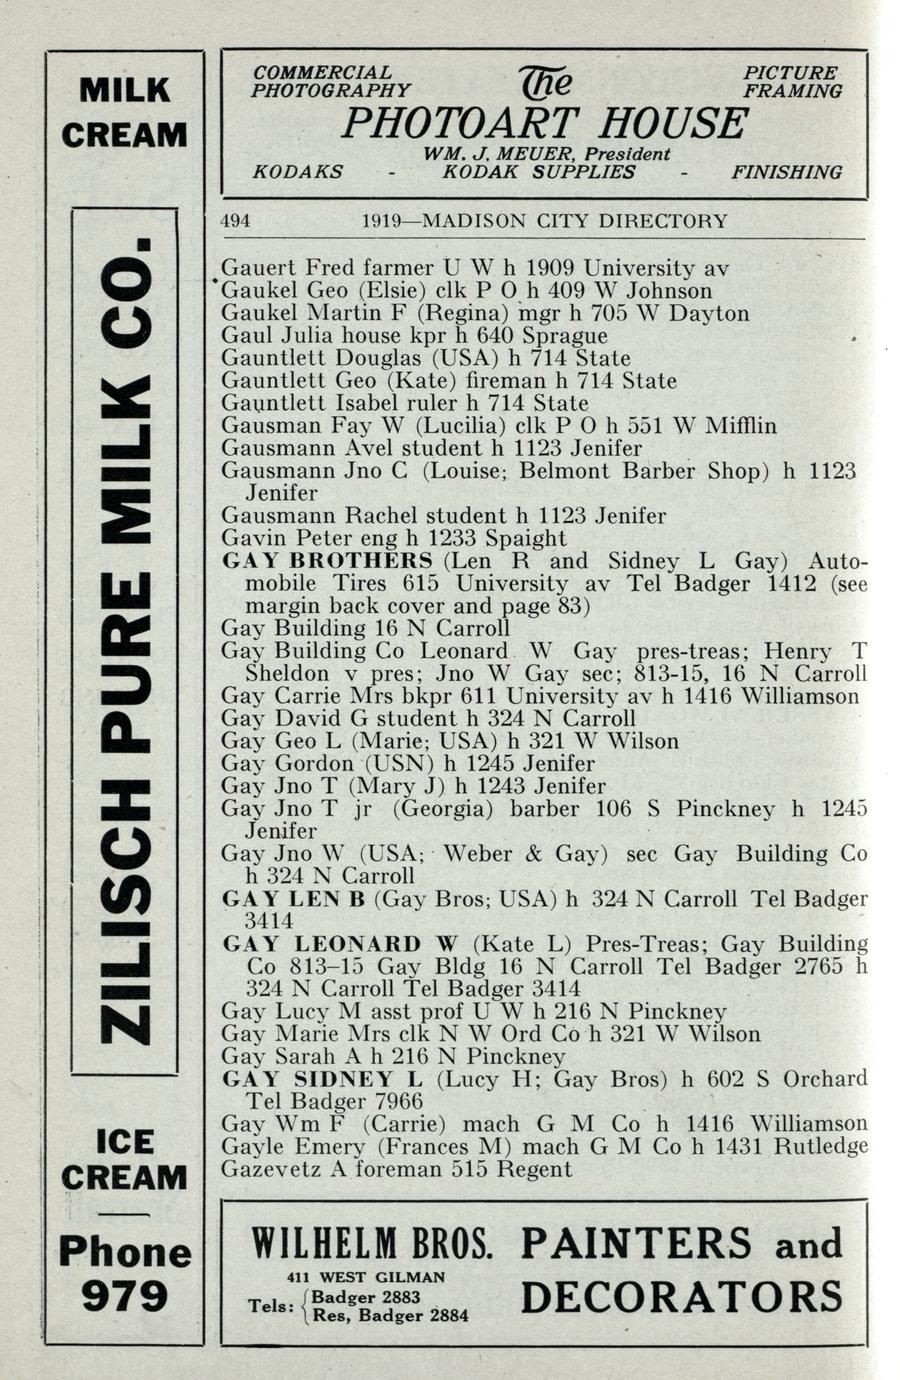 MILK
CREAM
ZILISCH PURE MILK CO.
ICE
CREAM
Phone
979
COMMERCIAL
PHOTOGRAPHY
The
PICTURE
FRAMING
PHOTOART HOUSE
WM. J. MEUER, President
KODAKS - KODAK SUPPLIES - FINISHING
494 1919—MADISON CITY DIRECTORY
Gauert Fred farmer U W h 1909 University av
Gaukel Geo (Elsie) clk P O h 409 W Johnson
Gaukel Martin F (Regina) mgr h 705 W Dayton
Gaul Julia house kpr h 640 Sprague
Gauntlett Douglas (USA) h 714 State
Gauntlett Geo (Kate) fireman h 714 State
Gauntlett Isabel ruler h 714 State
Gausman Fay W (Lucilia) clk P O h 551 W Mifflin
Gausmann Avel student h 1123 Jenifer
Gausmann Jno C (Louise; Belmont Barber Shop) h 1123
Jenifer
Gausmann Rachel student h 1123 Jenifer
Gavin Peter eng h 1233 Spaight
GAY BROTHERS (Len R and Sidney L Gay) Auto-
mobile Tires 615 University av Tel Badger 1412 (see
margin back cover and page 83)
Gay Building 16 N Carroll
Gay Building Co Leonard W Gay pres-treas; Henry T
Sheldon v pres; Jno W Gay sec; 813-15, 16 N Carroll
Gay Carrie Mrs bkpr 611 University av h 1416 Williamson
Gay David G student h 324 N Carroll
Gay Geo L (Marie; USA) h 321 W Wilson
Gay Gordon (USN) h 1245 Jenifer
Gay Jno T (Mary J) h 1243 Jenifer
Gay Jno T jr (Georgia) barber 106 S Pinckney h 1245
Jenifer
Gay Jno W (USA; Weber & Gay) sec Gay Building Co
h 324 N Carroll
GAY LEN B (Gay Bros; USA) h 324 N Carroll Tel Badger
3414
GAY LEONARD W (Kate L) Pres-Treas; Gay Building
Co 813–15 Gay Bldg 16 N Carroll Tel Badger 2765 h
324 N Carroll Tel Badger 3414
Gay Lucy M asst prof U W h 216 N Pinckney
Gay Marie Mrs clk N W Ord Co h 321 W Wilson
Gay Sarah A h 216 N Pinckney
GAY SIDNEY L (Lucy H; Gay Bros) h 602 S Orchard
Tel Badger 7966
Gay Wm F (Carrie) mach G M Co h 1416 Williamson
Gayle Emery (Frances M) mach G M Co h 1431 Rutledge
Gazevetz A foreman 515 Regent
WILHELM BROS.
411 WEST GILMAN
Tels: Badger 2883
Res, Badger 2884
PAINTERS and
DECORATORS